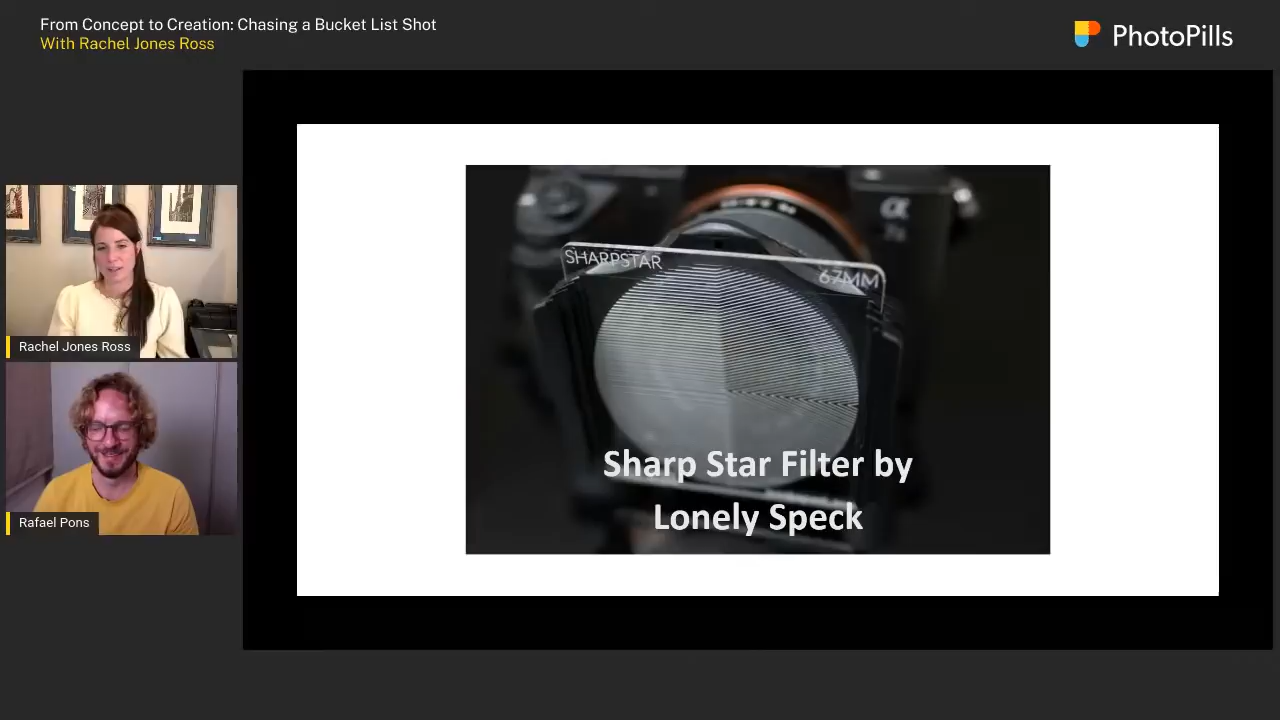 From Concept to Creation: Chasing a Bucket List Shot
With Rachel Jones Ross
PhotoPills
SHARPSTAR
67MM
α
Sharp Star Filter by
Lonely Speck
Rachel Jones Ross
Rafael Pons